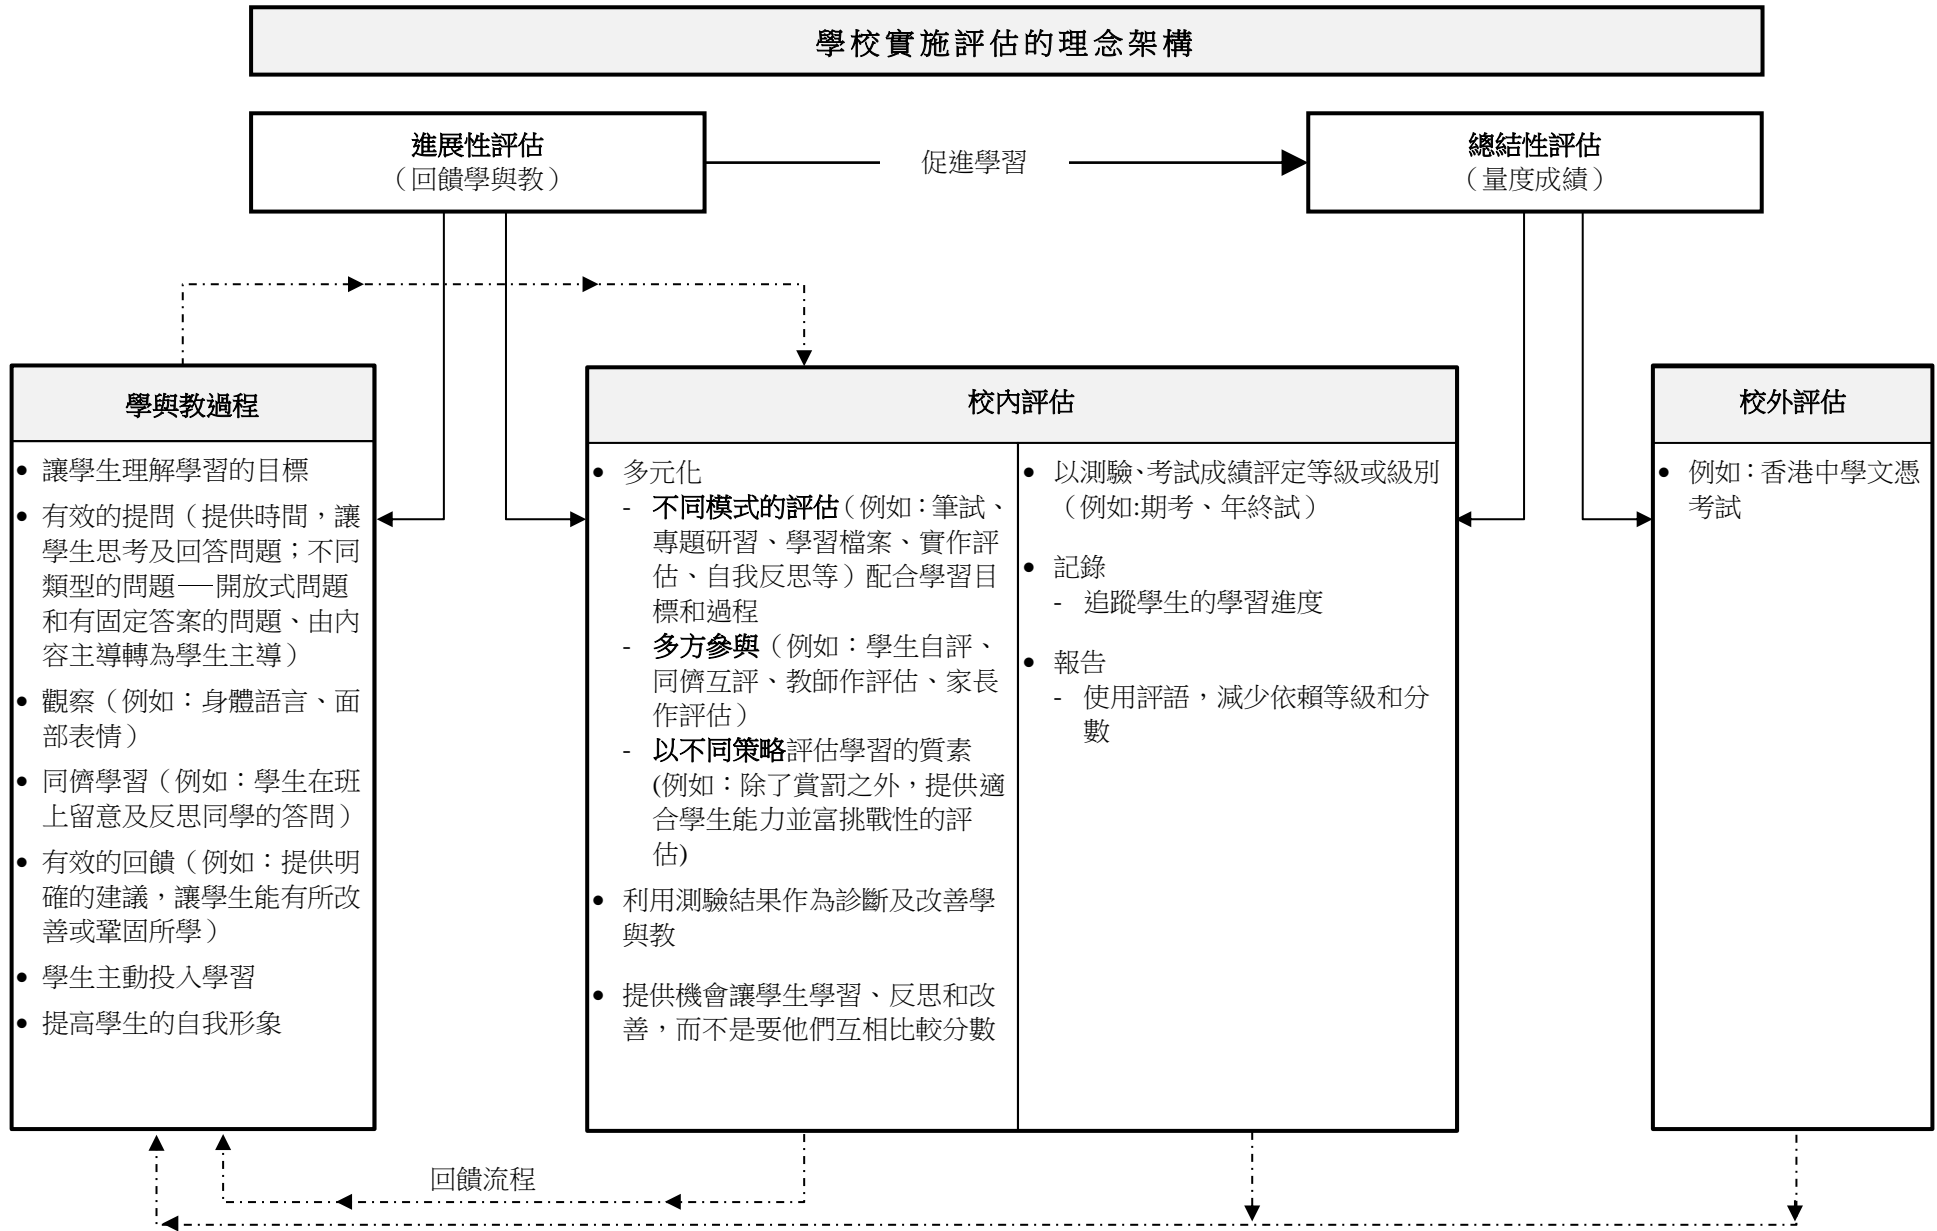 學校實施評估的理念架構
進展性評估
（回饋學與教）
促進學習
總結性評估
（量度成績）
學與教過程
• 讓學生理解學習的目標
• 有效的提問（提供時間，讓
學生思考及回答問題；不同
類型的問題──開放式問題
和有固定答案的問題、由內
容主導轉為學生主導）
• 觀察（例如：身體語言、面
部表情）
• 同儕學習（例如：學生在班
上留意及反思同學的答問）
• 有效的回饋（例如：提供明
確的建議，讓學生能有所改
善或鞏固所學）
• 學生主動投入學習
• 提高學生的自我形象
校內評估
• 多元化
- 不同模式的評估（例如：筆試、
專題研習、學習檔案、實作評
估、自我反思等）配合學習目
標和過程
- 多方參與（例如：學生自評、
同儕互評、教師作評估、家長
作評估）
- 以不同策略評估學習的質素
(例如：除了賞罰之外，提供適
合學生能力並富挑戰性的評
估)
• 利用測驗結果作為診斷及改善學
與教
• 提供機會讓學生學習、反思和改
善，而不是要他們互相比較分數
• 以測驗、考試成績評定等級或級別
（例如:期考、年終試）
• 記錄
- 追蹤學生的學習進度
• 報告
- 使用評語，減少依賴等級和分
數
校外評估
• 例如：香港中學文憑
考試
回饋流程